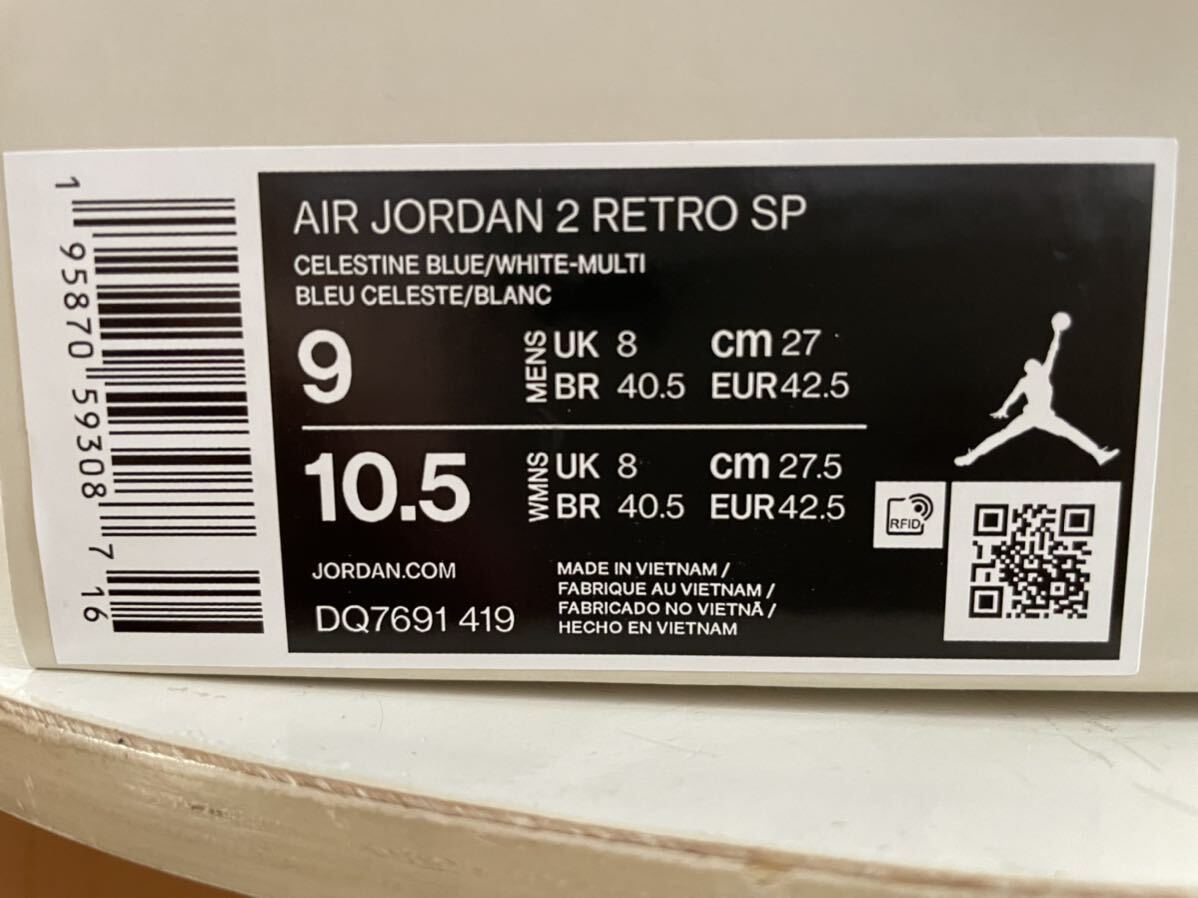 1 95870 59308 7 16
AIR JORDAN 2 RETRO SP
CELESTINE BLUE/WHITE-MULTI
BLEU CELESTE/BLANC
9 MENS UK 8 cm 27
BR 40.5 EUR 42.5
10.5 WMNS UK 8 cm 27.5
BR 40.5 EUR 42.5
RFID
JORDAN.COM
DQ7691 419
MADE IN VIETNAM /
FABRIQUE AU VIETNAM /
FABRICADO NO VIETNÃ /
HECHO EN VIETNAM